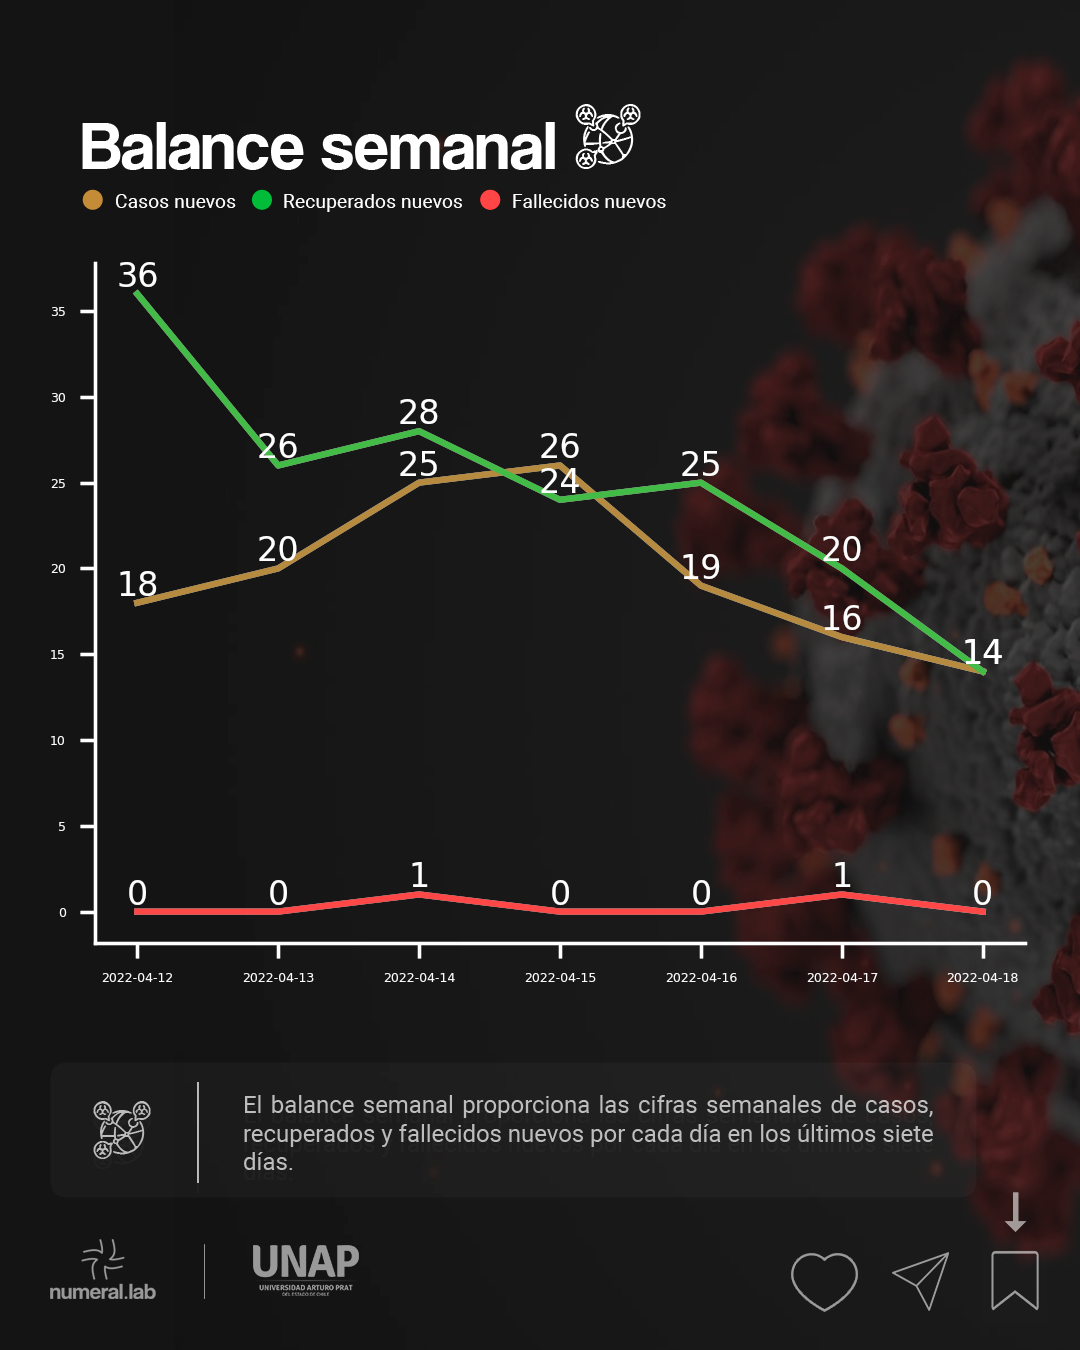 Balance semanal
Casos nuevos Recuperados nuevos Fallecidos nuevos
36
35
30
28
26
26
25
25
25
24
20
20
20
19
18
16
15
14
10
5
1
1
0
0
0
0
0
0
2022-04-12 2022-04-13 2022-04-14 2022-04-15 2022-04-16 2022-04-17 2022-04-18
El balance semanal proporciona las cifras semanales de casos,
recuperados y fallecidos nuevos por cada día en los últimos siete
días.
numeral.lab
UNAP
UNIVERSIDAD ARTURO PRAT
DEL ESTADO DE CHILE